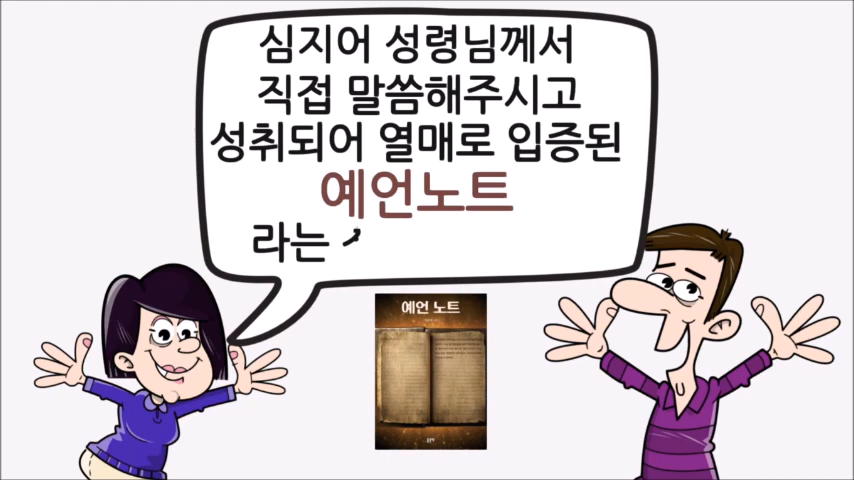 심지어 성령님께서
직접 말씀해주시고
성취되어 열매로 입증된
예언노트
라는
예언 노트